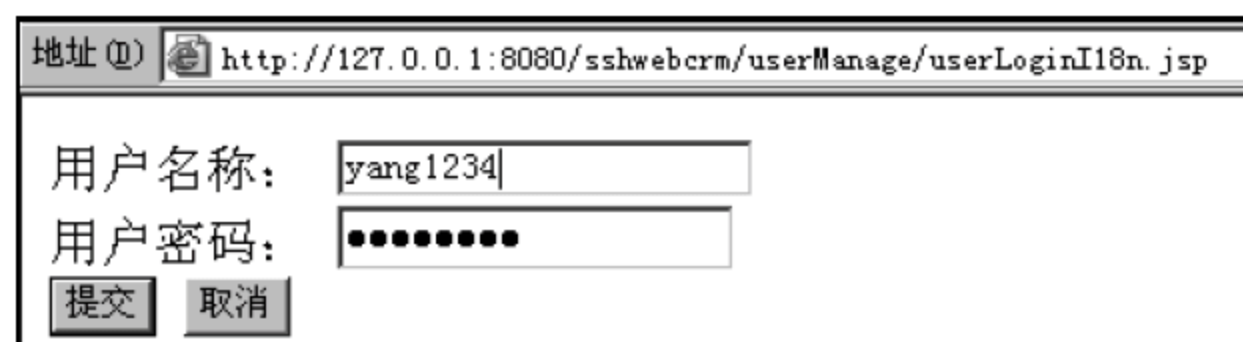 地址(D) http://127.0.0.1:8080/sshwebcrm/userManage/userLoginI18n.jsp
用户名称： yang1234
用户密码： ●●●●●●●●
提交 取消